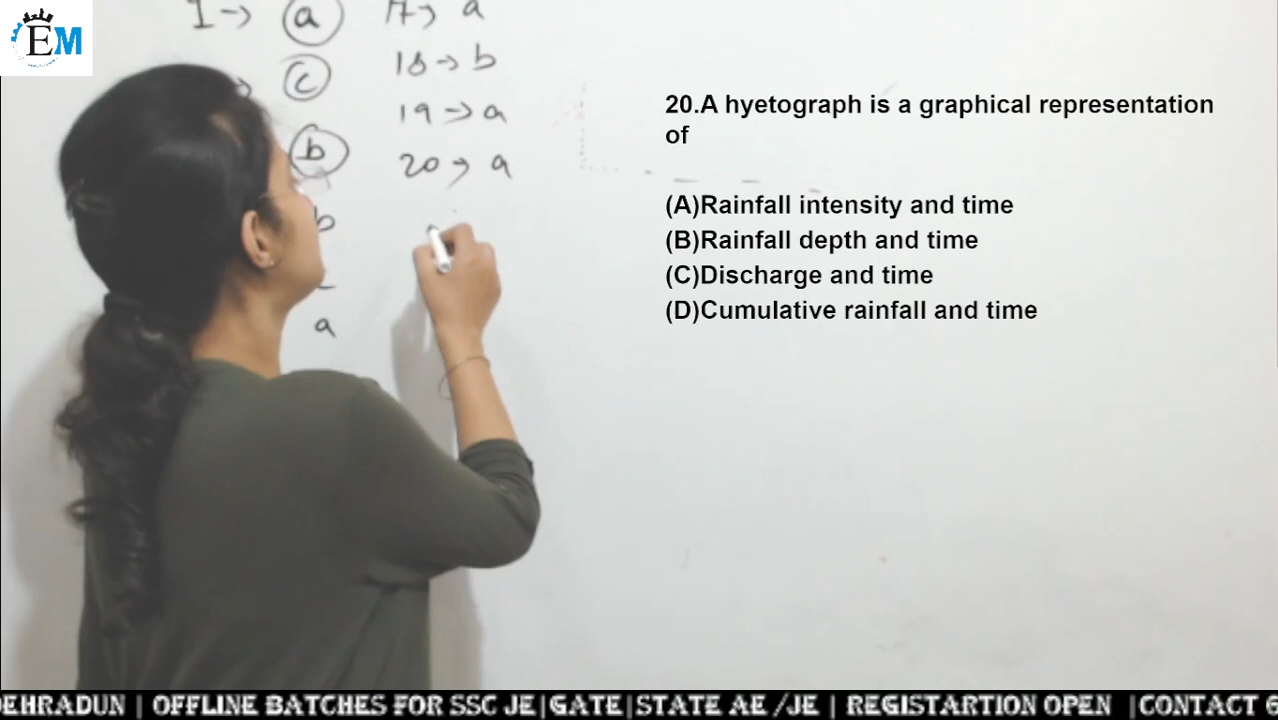 EM
1 → a
17 → a
c
18 → b
19 → a
b
20 → a
b
a
20.A hyetograph is a graphical representation
of
(A)Rainfall intensity and time
(B)Rainfall depth and time
(C)Discharge and time
(D)Cumulative rainfall and time
DEHRADUN | OFFLINE BATCHES FOR SSC JE|GATE|STATE AE /JE | REGISTARTION OPEN |CONTACT